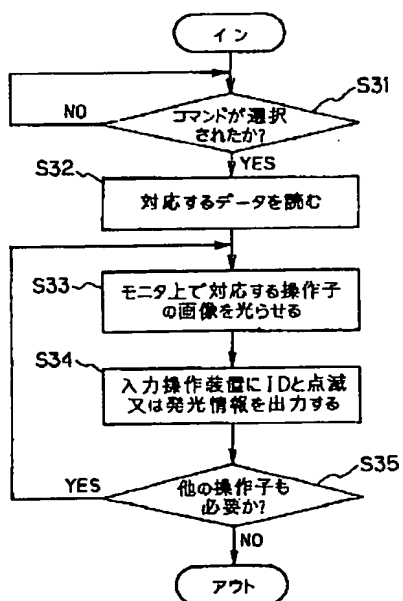 イン
S31
コマンドが選択
されたか?
NO
YES
S32
対応するデータを読む
S33
モニタ上で対応する操作子
の画像を光らせる
S34
入力操作装置にIDと点滅
又は発光情報を出力する
S35
他の操作子も
必要か?
YES
NO
アウト